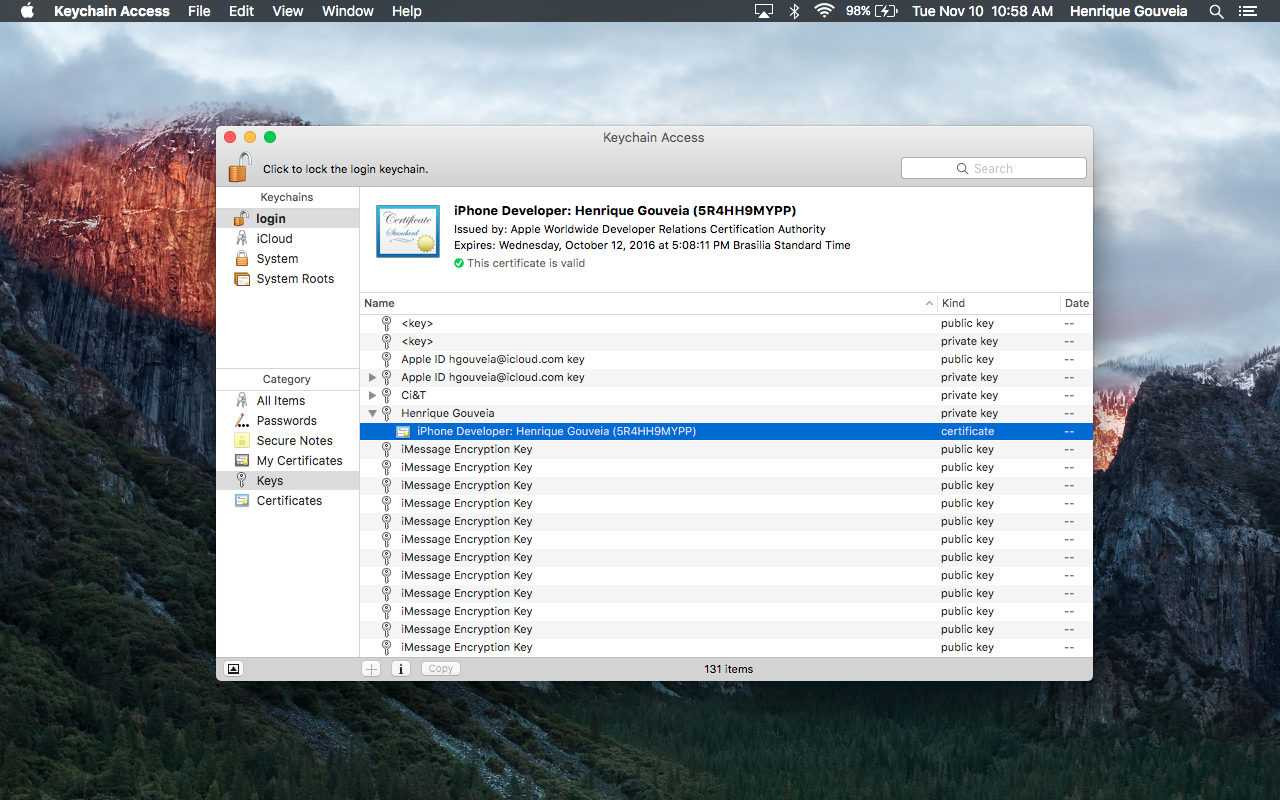 Keychain Access File Edit View Window Help 98% Tue Nov 10 10:58 AM Henrique Gouveia
Keychain Access
Click to lock the login keychain. Search
Keychains
login
iCloud
System
System Roots
Category
All Items
Passwords
Secure Notes
My Certificates
Keys
Certificates
Certificate
Standard
iPhone Developer: Henrique Gouveia (5R4HH9MYPP)
Issued by: Apple Worldwide Developer Relations Certification Authority
Expires: Wednesday, October 12, 2016 at 5:08:11 PM Brasilia Standard Time
This certificate is valid
Name Kind Date
<key> public key --
<key> private key --
Apple ID hgouveia@icloud.com key public key --
Apple ID hgouveia@icloud.com key private key --
Ci&T private key --
Henrique Gouveia private key --
iPhone Developer: Henrique Gouveia (5R4HH9MYPP) certificate --
iMessage Encryption Key public key --
iMessage Encryption Key public key --
iMessage Encryption Key public key --
iMessage Encryption Key public key --
iMessage Encryption Key public key --
iMessage Encryption Key public key --
iMessage Encryption Key public key --
iMessage Encryption Key public key --
iMessage Encryption Key public key --
iMessage Encryption Key public key --
iMessage Encryption Key public key --
iMessage Encryption Key public key --
Copy 131 items